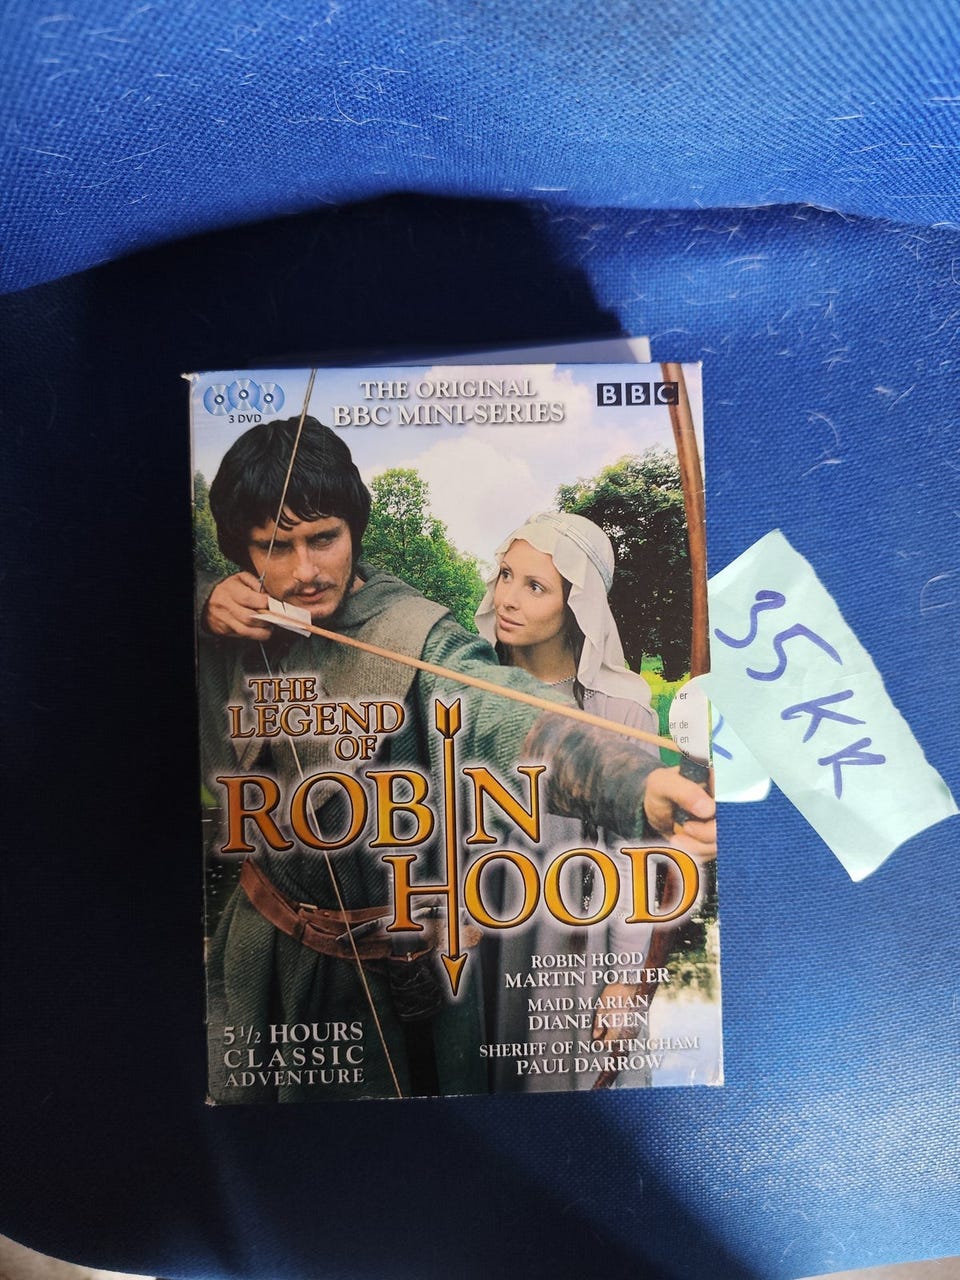 3 DVD
THE ORIGINAL
BBC MINI-SERIES
BBC
THE
LEGEND
OF
ROBIN
HOOD
ROBIN HOOD
MARTIN POTTER
MAID MARIAN
DIANE KEEN
SHERIFF OF NOTTINGHAM
PAUL DARROW
5 1/2 HOURS
CLASSIC
ADVENTURE
35 KR